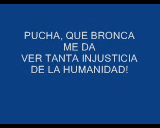 PUCHA, QUE BRONCA
ME DA
VER TANTA INJUSTICIA
DE LA HUMANIDAD!